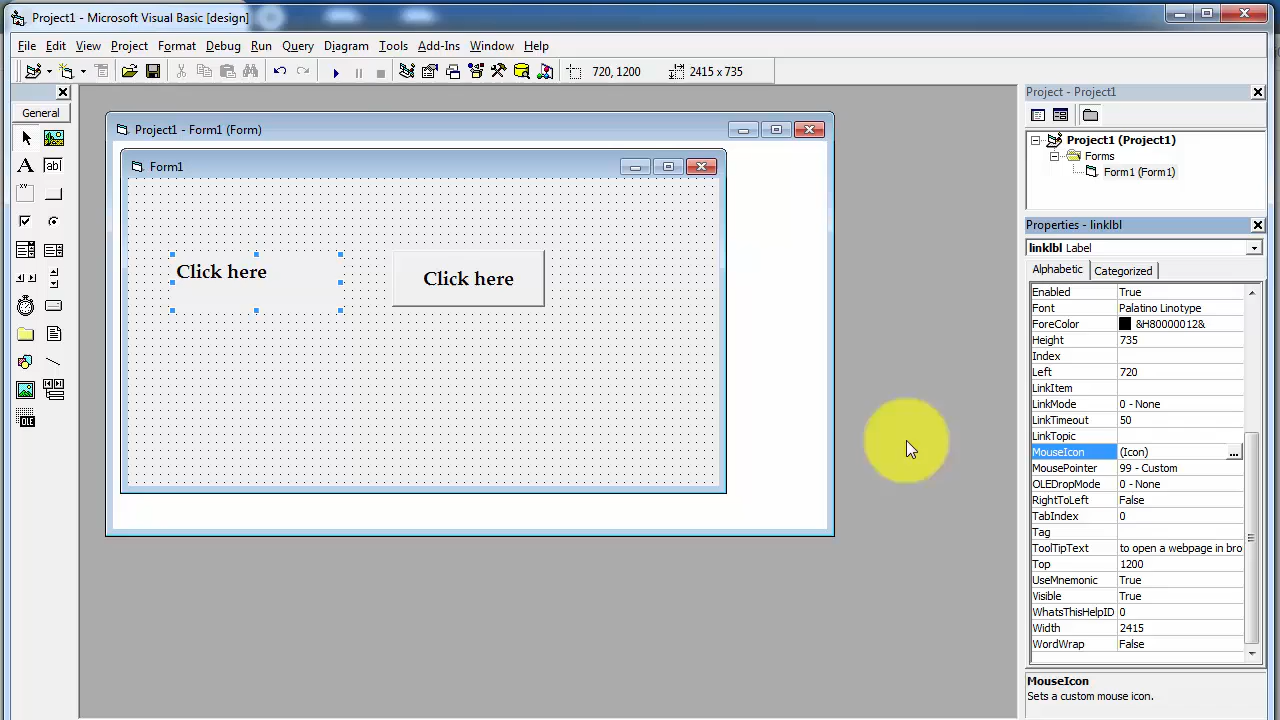 Project1 - Microsoft Visual Basic [design]
File Edit View Project Format Debug Run Query Diagram Tools Add-Ins Window Help
720, 1200 2415 x 735
General
A ab|
xy
OLE
Project1 - Form1 (Form)
Form1
Click here
Click here
Project - Project1
Project1 (Project1)
Forms
Form1 (Form1)
Properties - linklbl
linklbl Label
Alphabetic Categorized
Enabled True
Font Palatino Linotype
ForeColor &H80000012&
Height 735
Index
Left 720
LinkItem
LinkMode 0 - None
LinkTimeout 50
LinkTopic
MouseIcon (Icon) ...
MousePointer 99 - Custom
OLEDropMode 0 - None
RightToLeft False
TabIndex 0
Tag
ToolTipText to open a webpage in bro
Top 1200
UseMnemonic True
Visible True
WhatsThisHelpID 0
Width 2415
WordWrap False
MouseIcon
Sets a custom mouse icon.